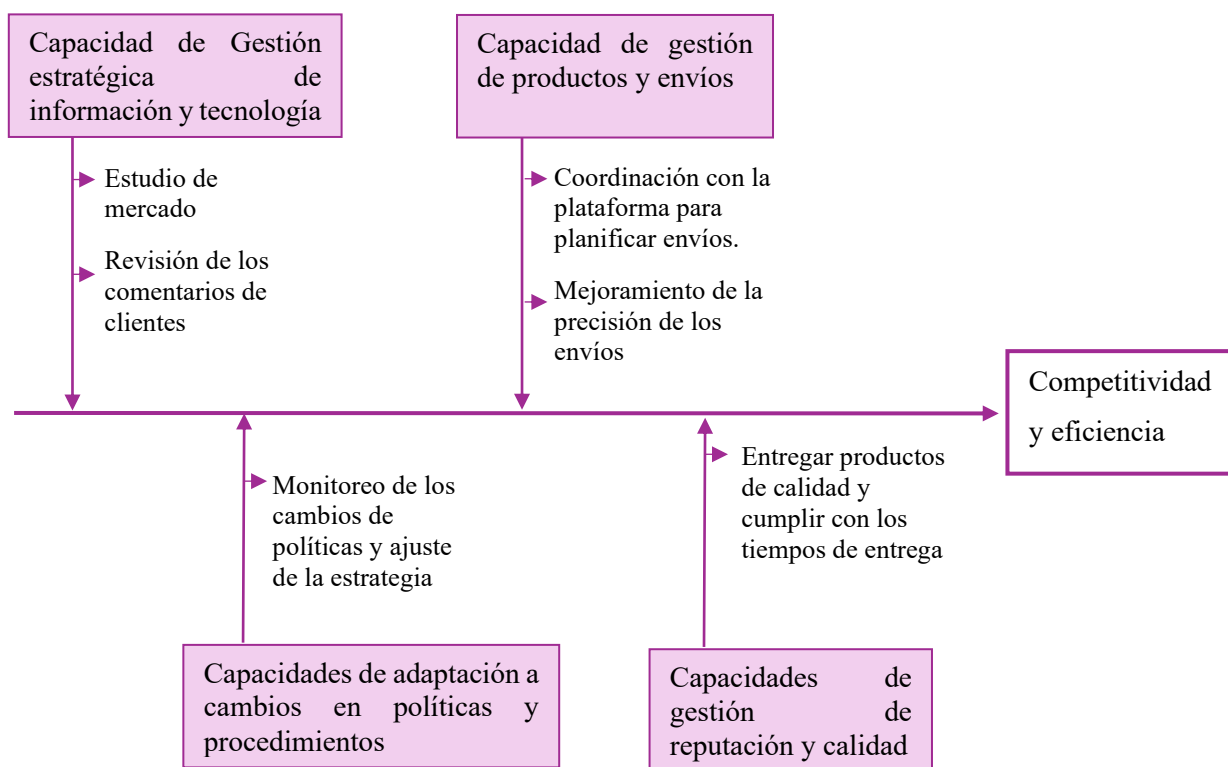 Capacidad de Gestión
estratégica de
información y tecnología
Estudio de
mercado
Revisión de los
comentarios de
clientes
Capacidad de gestión
de productos y envíos
Coordinación con la
plataforma para
planificar envíos.
Mejoramiento de la
precisión de los
envíos
Competitividad
y eficiencia
Monitoreo de los
cambios de
políticas y ajuste
de la estrategia
Capacidades de adaptación a
cambios en políticas y
procedimientos
Entregar productos
de calidad y
cumplir con los
tiempos de entrega
Capacidades de
gestión de
reputación y calidad